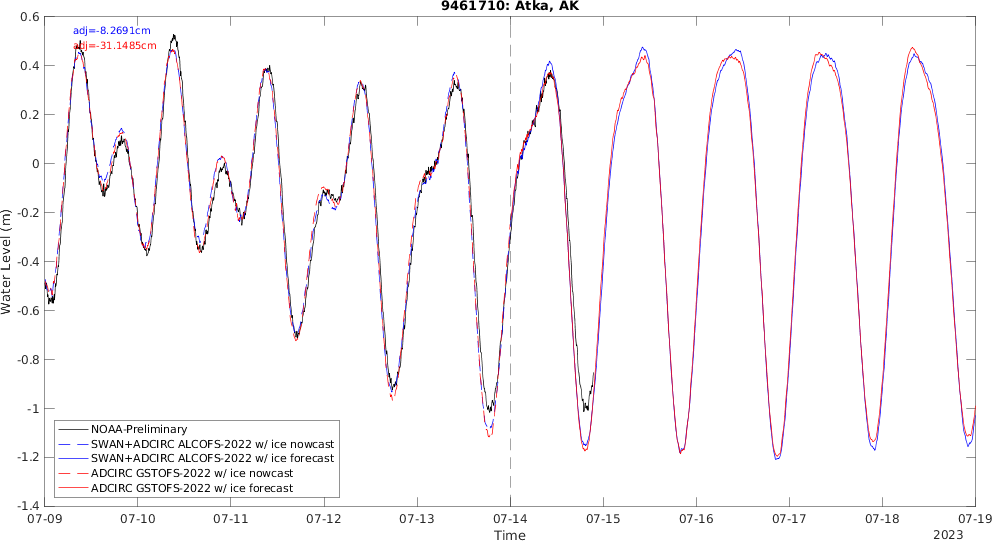 9461710: Atka, AK
adj=-8.2691cm
adj=-31.1485cm
0.6
0.4
0.2
0
-0.2
-0.4
-0.6
-0.8
-1
-1.2
-1.4
Water Level (m)
NOAA-Preliminary
SWAN+ADCIRC ALCOFS-2022 w/ ice nowcast
SWAN+ADCIRC ALCOFS-2022 w/ ice forecast
ADCIRC GSTOFS-2022 w/ ice nowcast
ADCIRC GSTOFS-2022 w/ ice forecast
07-09 07-10 07-11 07-12 07-13 07-14 07-15 07-16 07-17 07-18 07-19
Time
2023